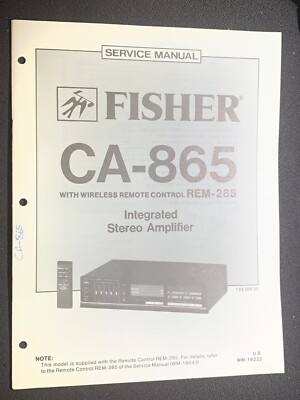 SERVICE MANUAL
FISHER®
CA-865
WITH WIRELESS REMOTE CONTROL REM-285
Integrated
Stereo Amplifier
CA-865
NOTE:
This model is supplied with the Remote Control REM-285. For details, refer
to the Remote Control REM-285 of the Service Manual
WM-19222